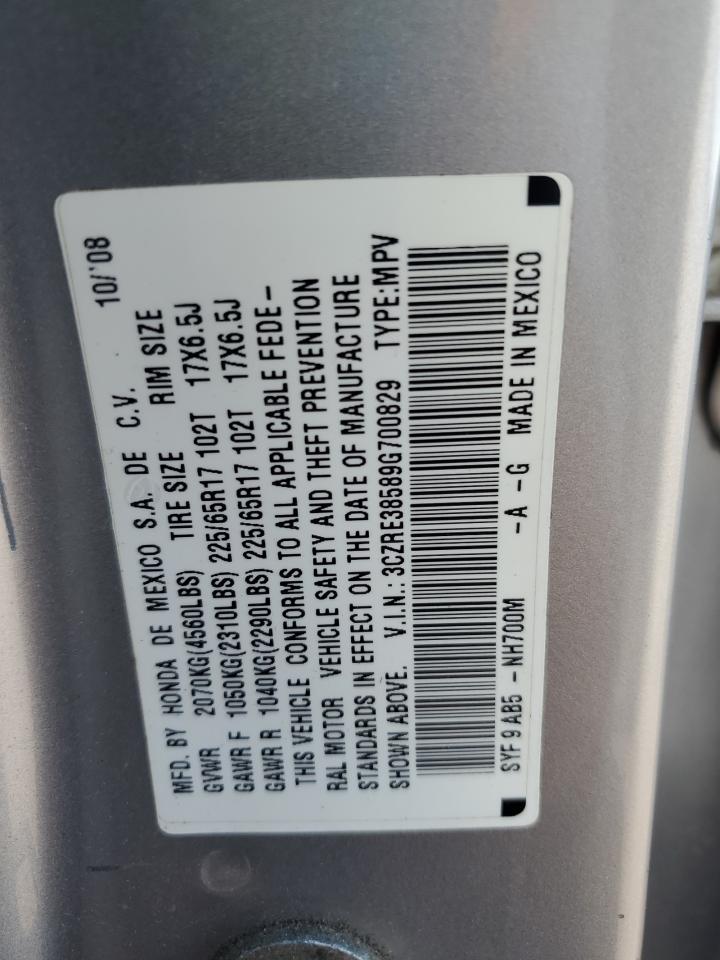 MFD. BY HONDA DE MEXICO S.A. DE C.V. 10/'08
GVWR 2070KG(4560LBS) TIRE SIZE RIM SIZE
GAWR F 1050KG(2310LBS) 225/65R17 102T 17X6.5J
GAWR R 1040KG(2290LBS) 225/65R17 102T 17X6.5J
THIS VEHICLE CONFORMS TO ALL APPLICABLE FEDE-
RAL MOTOR VEHICLE SAFETY AND THEFT PREVENTION
STANDARDS IN EFFECT ON THE DATE OF MANUFACTURE
SHOWN ABOVE. V.I.N.: 3CZRE38589G700829 TYPE:MPV
SYF 9 AB5 -NH700M -A -G MADE IN MEXICO